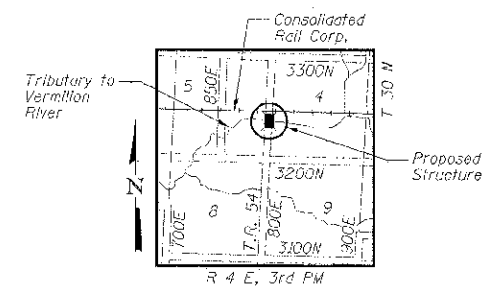 Consolidated
Rail Corp.
Tributary to
Vermilion
River
5
850E
3300N
4
T 30 N
Proposed
Structure
N
3200N
8
9
700E
T.R. 54
800E
900E
3100N
R 4 E, 3rd PM